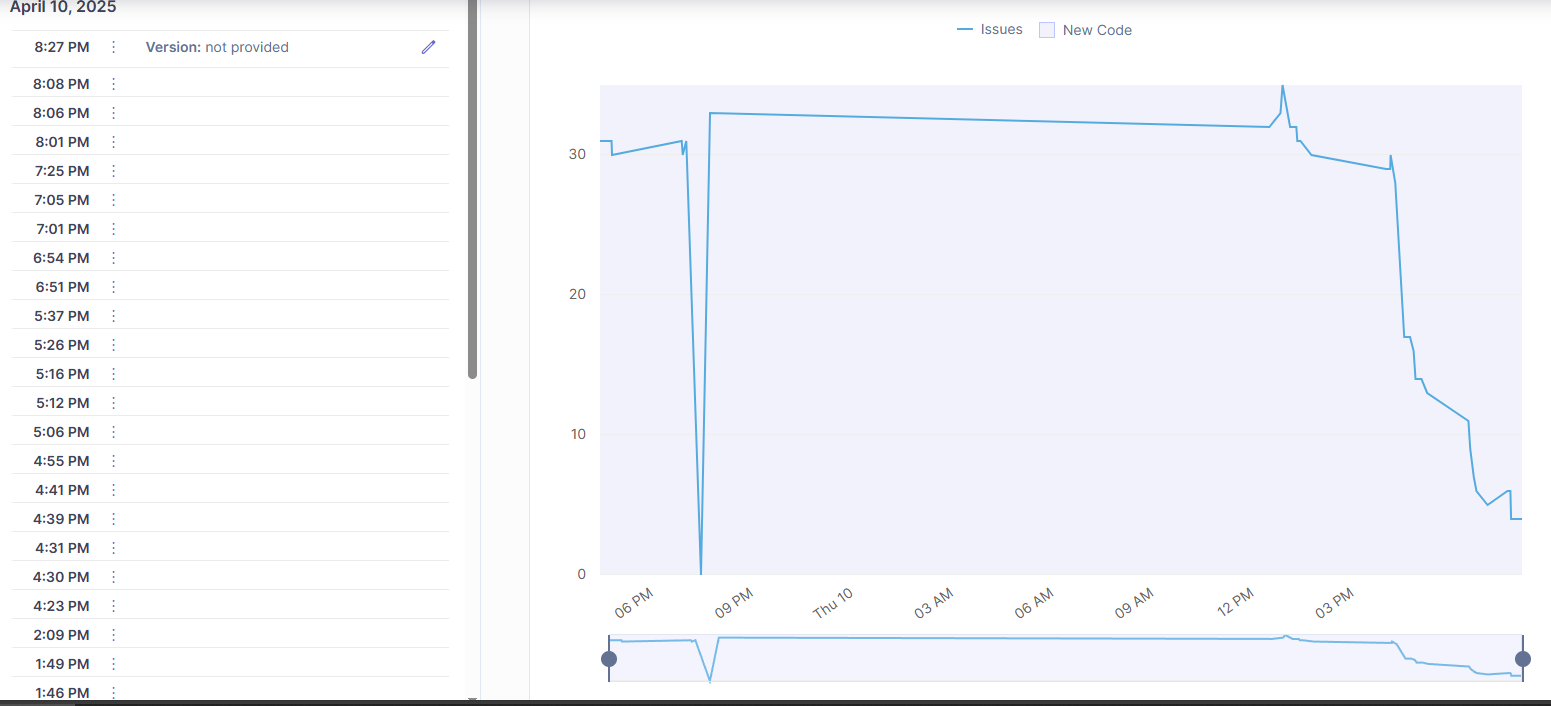 April 10, 2025
8:27 PM Version: not provided
8:08 PM
8:06 PM
8:01 PM
7:25 PM
7:05 PM
7:01 PM
6:54 PM
6:51 PM
5:37 PM
5:26 PM
5:16 PM
5:12 PM
5:06 PM
4:55 PM
4:41 PM
4:39 PM
4:31 PM
4:30 PM
4:23 PM
2:09 PM
1:49 PM
1:46 PM
Issues New Code
30
20
10
0
06 PM 09 PM Thu 10 03 AM 06 AM 09 AM 12 PM 03 PM